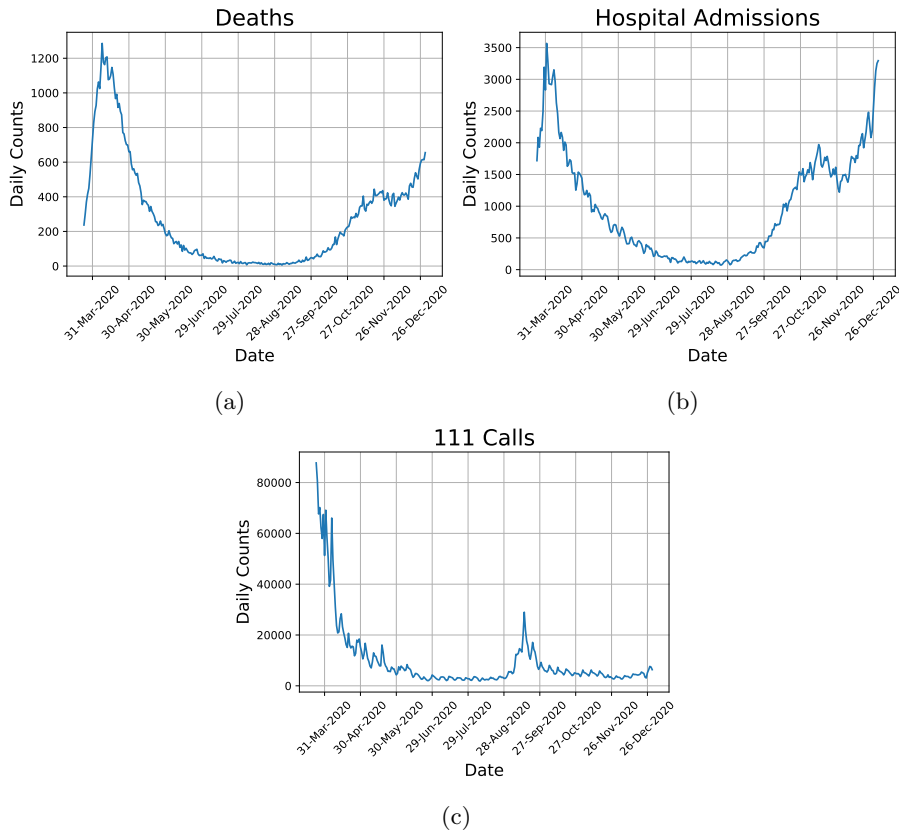 Deaths
Daily Counts
1200
1000
800
600
400
200
0
31-Mar-2020
30-Apr-2020
30-May-2020
29-Jun-2020
29-Jul-2020
28-Aug-2020
27-Sep-2020
27-Oct-2020
26-Nov-2020
26-Dec-2020
Date
(a)
Hospital Admissions
Daily Counts
3500
3000
2500
2000
1500
1000
500
0
31-Mar-2020
30-Apr-2020
30-May-2020
29-Jun-2020
29-Jul-2020
28-Aug-2020
27-Sep-2020
27-Oct-2020
26-Nov-2020
26-Dec-2020
Date
(b)
111 Calls
Daily Counts
80000
60000
40000
20000
0
31-Mar-2020
30-Apr-2020
30-May-2020
29-Jun-2020
29-Jul-2020
28-Aug-2020
27-Sep-2020
27-Oct-2020
26-Nov-2020
26-Dec-2020
Date
(c)